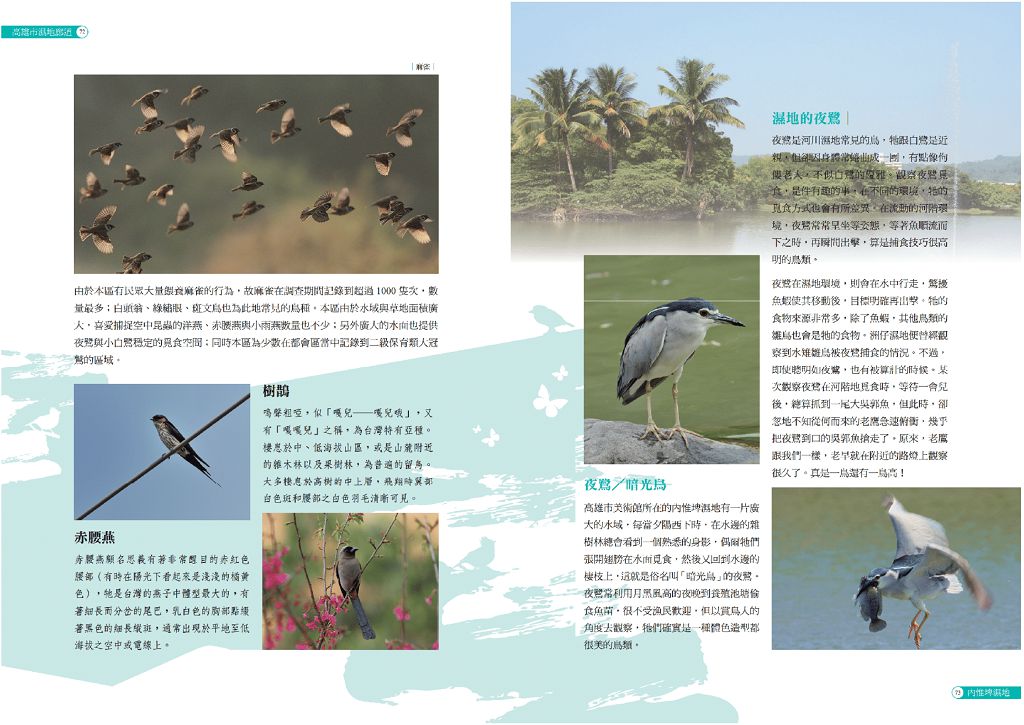 高雄市濕地廊道 72
｜麻雀｜
由於本區有民眾大量餵養麻雀的行為，故麻雀在調查期間記錄到超過 1000 隻次，數
量最多；白頭翁、綠繡眼、斑文鳥也為此地常見的鳥種。本區由於水域與草地面積廣
大，喜愛捕捉空中昆蟲的洋燕、赤腰燕與小雨燕數量也不少；另外廣大的水面也提供
夜鷺與小白鷺穩定的覓食空間；同時本區為少數在都會區當中記錄到二級保育類大冠
鷲的區域。
樹鵲
鳴聲粗啞，似「嘎兒──嘎兒哦」，又
有「嘎嘎兒」之稱，為台灣特有亞種。
棲息於中、低海拔山區，或是山麓附近
的雜木林以及果樹林，為普遍的留鳥。
大多棲息於高樹的中上層，飛翔時翼部
白色斑和腰部之白色羽毛清晰可見。
赤腰燕
赤腰燕顧名思義有著非常醒目的赤紅色
腰部（有時在陽光下看起來是淺淺的橘黃
色），牠是台灣的燕子中體型最大的，有
著細長而分岔的尾巴，乳白色的胸部點綴
著黑色的細長縱斑，通常出現於平地至低
海拔之空中或電線上。
濕地的夜鷺｜
夜鷺是河川濕地常見的鳥，牠跟白鷺是近
親，但卻因身體常蜷曲成一團，有點像佝
僂老人，不似白鷺的優雅。觀察夜鷺覓
食，是件有趣的事，在不同的環境，牠的
覓食方式也會有所差異。在流動的河階環
境，夜鷺常常呈坐等姿態，等著魚順流而
下之時，再瞬間出擊，算是捕食技巧很高
明的鳥類。
夜鷺在濕地環境，則會在水中行走，驚擾
魚蝦使其移動後，目標明確再出擊。牠的
食物來源非常多，除了魚蝦，其他鳥類的
雛鳥也會是牠的食物。洲仔濕地便曾經觀
察到水雉雛鳥被夜鷺捕食的情況。不過，
即使聰明如夜鷺，也有被算計的時候。某
次觀察夜鷺在河階地覓食時，等待一會兒
後，總算抓到一尾大吳郭魚，但此時，卻
忽地不知從何而來的老鷹急速俯衝，幾乎
把夜鷺到口的吳郭魚搶走了。原來，老鷹
跟我們一樣，老早就在附近的路燈上觀察
很久了。真是一鳥還有一鳥高！
夜鷺／暗光鳥
高雄市美術館所在的內惟埤濕地有一片廣
大的水域，每當夕陽西下時，在水邊的雜
樹林總會看到一個熟悉的身影，偶爾牠們
張開翅膀在水面覓食，然後又回到水邊的
棲枝上，這就是俗名叫「暗光鳥」的夜鷺。
夜鷺常利用月黑風高的夜晚到養殖池塘偷
食魚苗，很不受漁民歡迎，但以賞鳥人的
角度去觀察，牠們確實是一種體色造型都
很美的鳥類。
73 內惟埤濕地